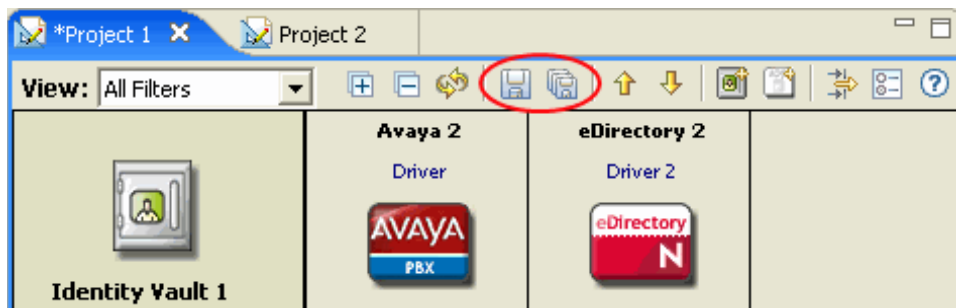 *Project 1
Project 2
View: All Filters
Avaya 2
eDirectory 2
Driver
Driver 2
AVAYA
PBX
eDirectory
N
Identity Vault 1